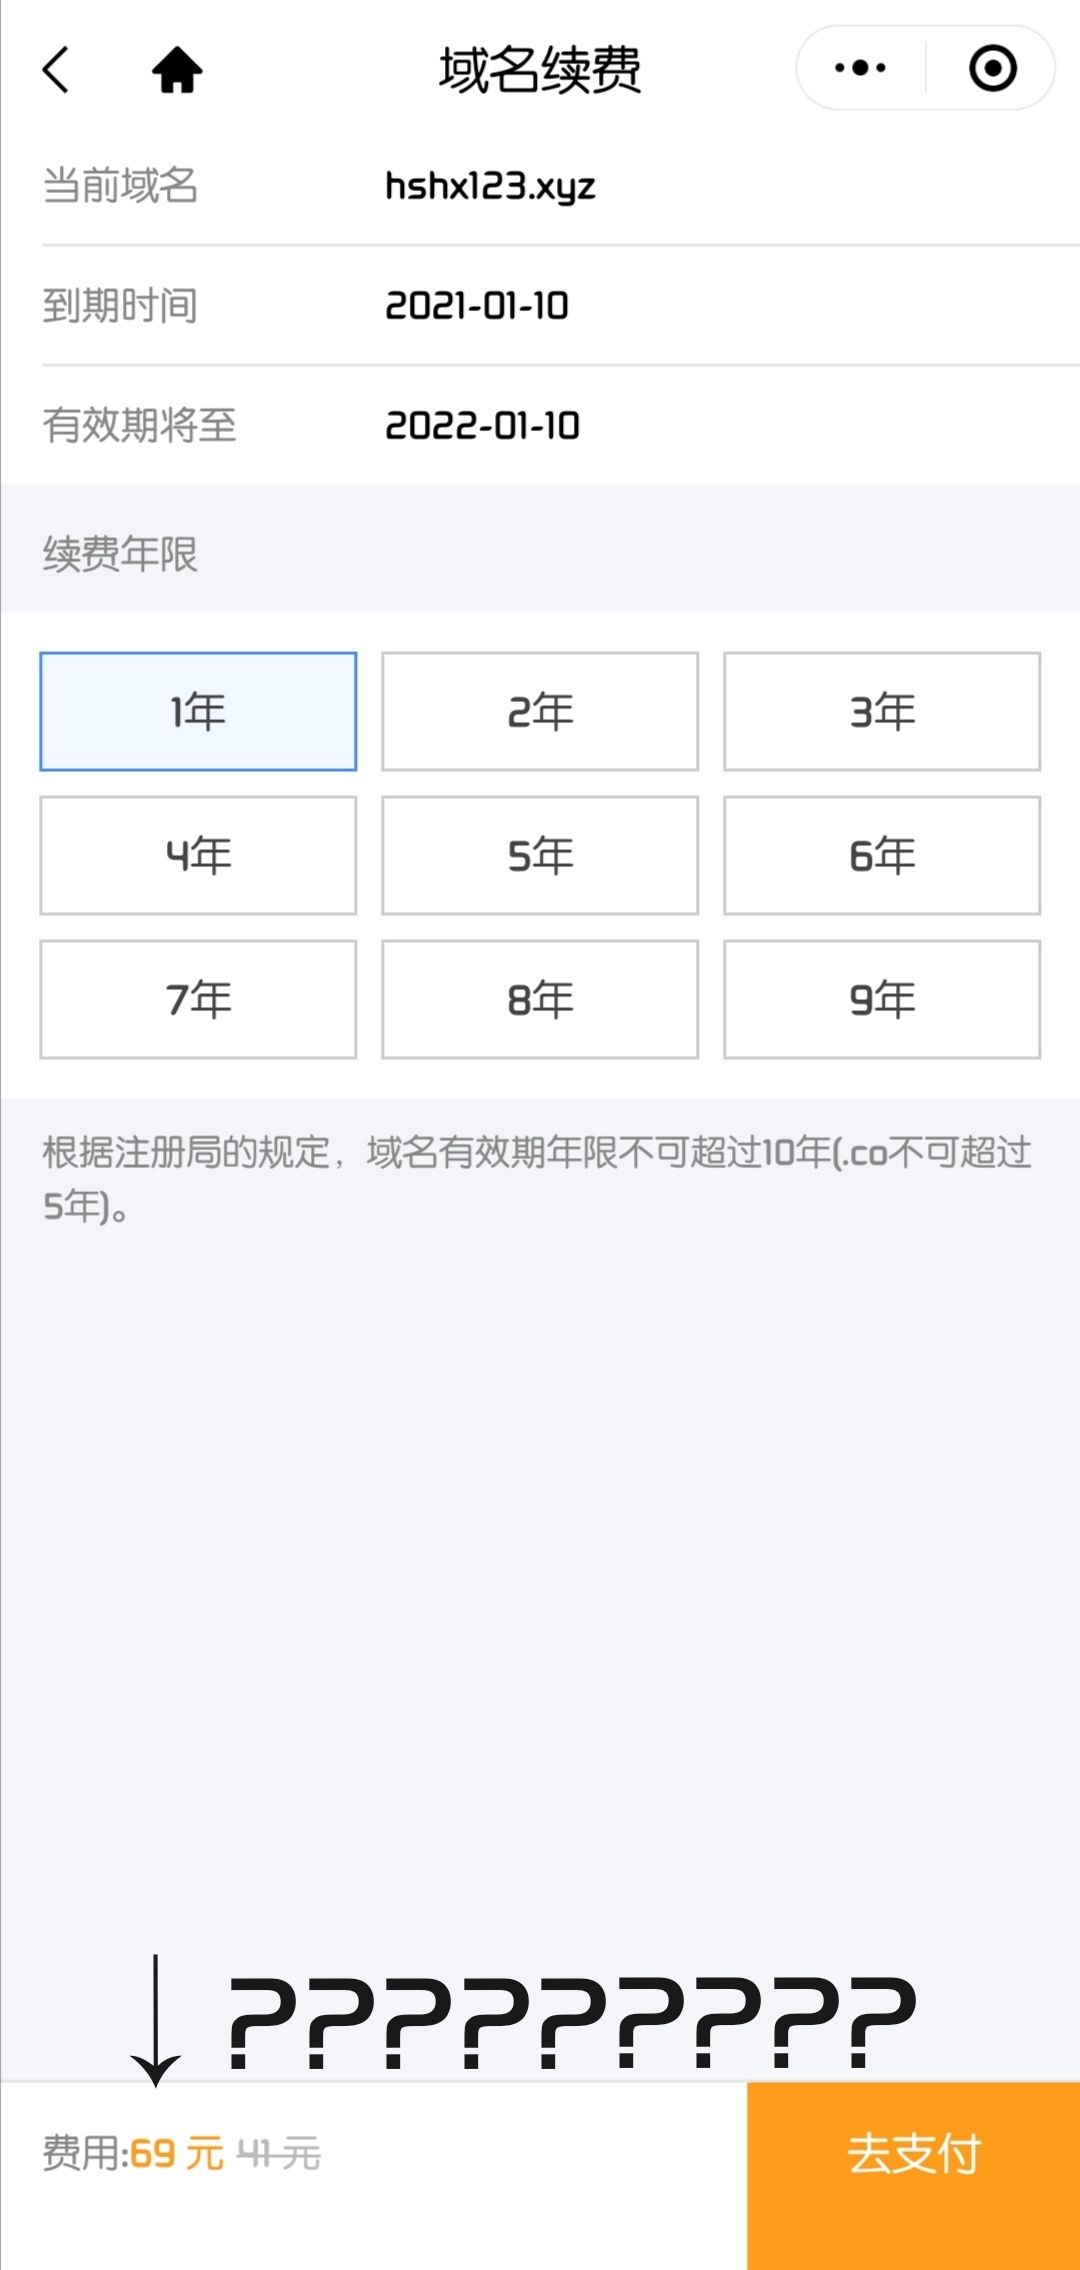 域名续费
当前域名 hshx123.xyz
到期时间 2021-01-10
有效期将至 2022-01-10
续费年限
1年 2年 3年
4年 5年 6年
7年 8年 9年
根据注册局的规定，域名有效期年限不可超过10年(.co不可超过
5年)。
?????????
费用:69 元 41 元 去支付